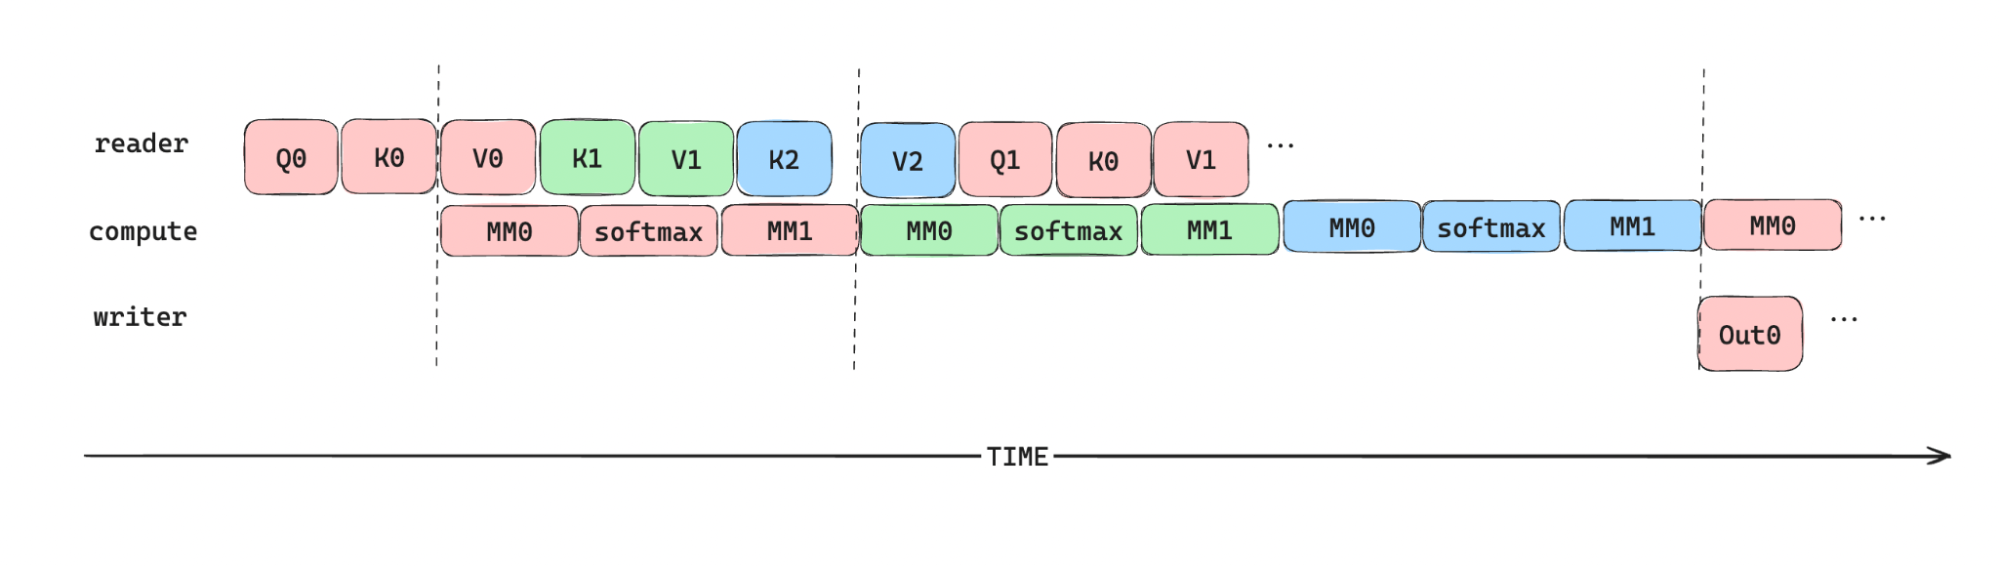 reader Q0 K0 V0 K1 V1 K2 V2 Q1 K0 V1 ...
compute MM0 softmax MM1 MM0 softmax MM1 MM0 softmax MM1 MM0 ...
writer Out0 ...
TIME